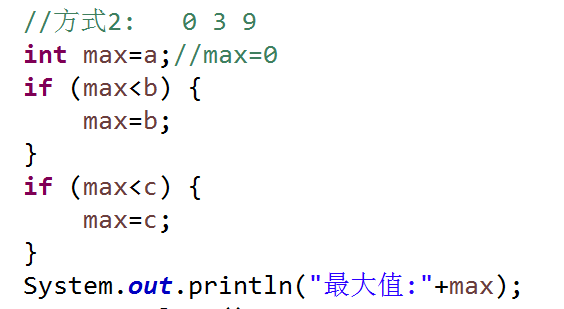 //方式2:   0 3 9
int max=a;//max=0
if (max<b) {
    max=b;
}
if (max<c) {
    max=c;
}
System.out.println("最大值:"+max);